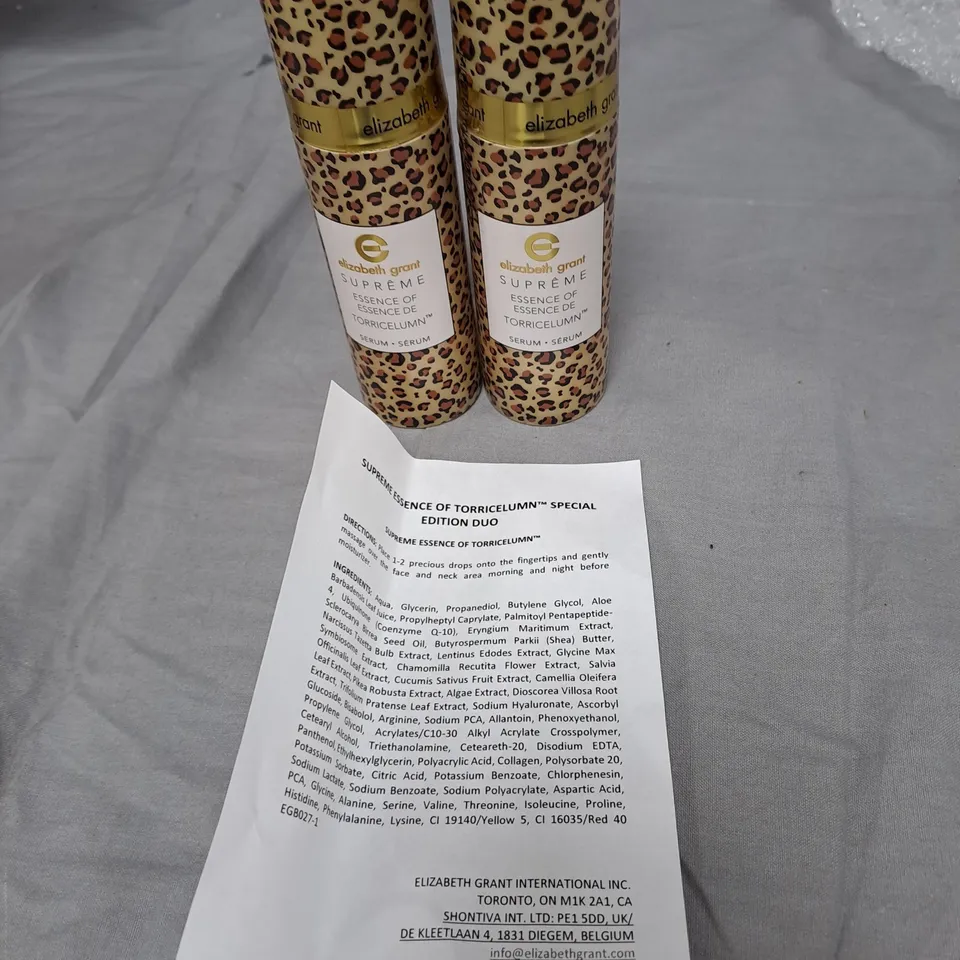 grant elizabeth
grant elizabeth gra
elizabeth grant
SUPRÊME
ESSENCE OF
ESSENCE DE
TORRICELUMN™
SERUM • SÉRUM
elizabeth grant
SUPRÊME
ESSENCE OF
ESSENCE DE
TORRICELUMN™
SERUM • SÉRUM
SUPREME ESSENCE OF TORRICELUMN™ SPECIAL
EDITION DUO
SUPREME ESSENCE OF TORRICELUMN™
DIRECTIONS: Place 1-2 precious drops onto the fingertips and gently
massage over the face and neck area morning and night before
moisturizer.
INGREDIENTS: Aqua, Glycerin, Propanediol, Butylene Glycol, Aloe
Barbadensis Leaf Juice, Propylheptyl Caprylate, Palmitoyl Pentapeptide-
4, Ubiquinone (Coenzyme Q-10), Eryngium Maritimum Extract,
Sclerocarya Birrea Seed Oil, Butyrospermum Parkii (Shea) Butter,
Narcissus Tazetta Bulb Extract, Lentinus Edodes Extract, Glycine Max
Symbiosome Extract, Chamomilla Recutita Flower Extract, Salvia
Officinalis Leaf Extract, Cucumis Sativus Fruit Extract, Camellia Oleifera
Leaf Extract, Pikea Robusta Extract, Algae Extract, Dioscorea Villosa Root
Extract, Trifolium Pratense Leaf Extract, Sodium Hyaluronate, Ascorbyl
Glucoside, Bisabolol, Arginine, Sodium PCA, Allantoin, Phenoxyethanol,
Propylene Glycol, Acrylates/C10-30 Alkyl Acrylate Crosspolymer,
Cetearyl Alcohol, Triethanolamine, Ceteareth-20, Disodium EDTA,
Panthenol, Ethylhexylglycerin, Polyacrylic Acid, Collagen, Polysorbate 20,
Potassium Sorbate, Citric Acid, Potassium Benzoate, Chlorphenesin,
Sodium Lactate, Sodium Benzoate, Sodium Polyacrylate, Aspartic Acid,
PCA, Glycine, Alanine, Serine, Valine, Threonine, Isoleucine, Proline,
Histidine, Phenylalanine, Lysine, CI 19140/Yellow 5, CI 16035/Red 40
EGB027-1
ELIZABETH GRANT INTERNATIONAL INC.
TORONTO, ON M1K 2A1, CA
SHONTIVA INT. LTD: PE1 5DD, UK/
DE KLEETLAAN 4, 1831 DIEGEM, BELGIUM
info@elizabethgrant.com